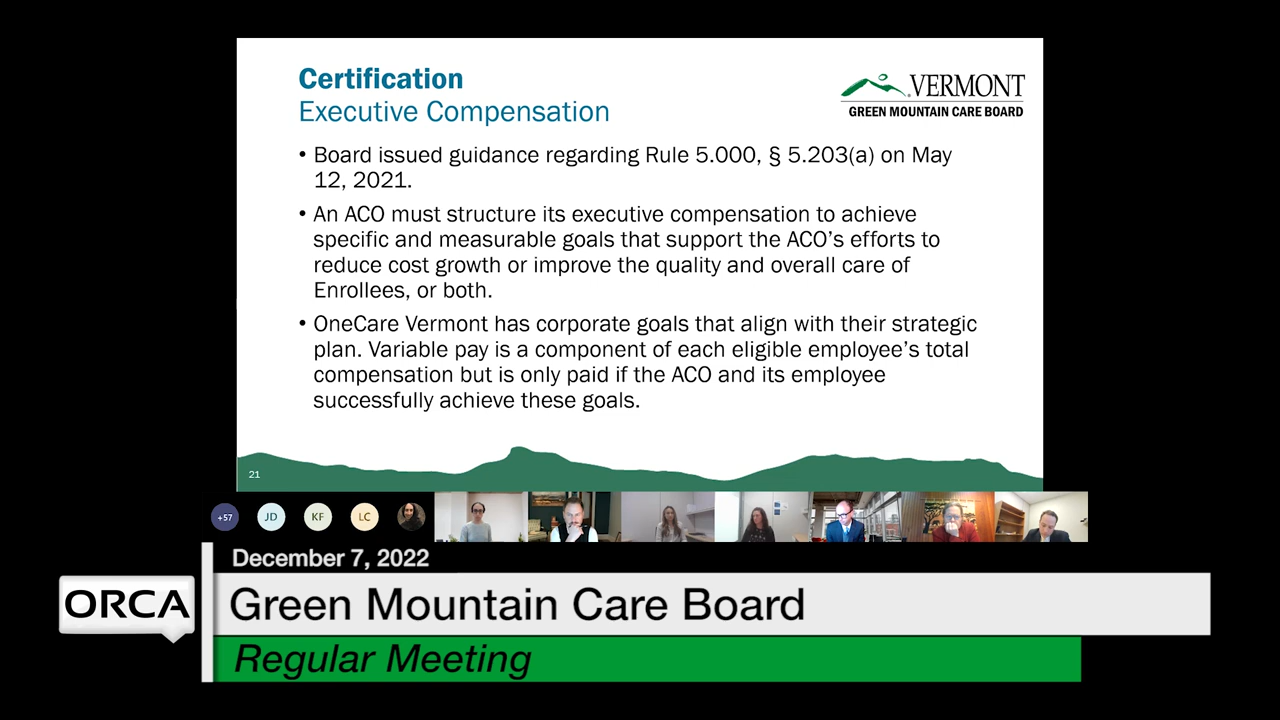 Certification
Executive Compensation
VERMONT
GREEN MOUNTAIN CARE BOARD
• Board issued guidance regarding Rule 5.000, § 5.203(a) on May
12, 2021.
• An ACO must structure its executive compensation to achieve
specific and measurable goals that support the ACO’s efforts to
reduce cost growth or improve the quality and overall care of
Enrollees, or both.
• OneCare Vermont has corporate goals that align with their strategic
plan. Variable pay is a component of each eligible employee’s total
compensation but is only paid if the ACO and its employee
successfully achieve these goals.
21
+57 JD KF LC
December 7, 2022
ORCA
Green Mountain Care Board
Regular Meeting